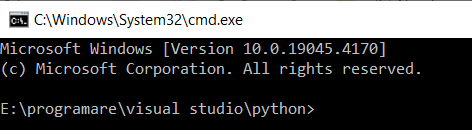 C:\Windows\System32\cmd.exe
Microsoft Windows [Version 10.0.19045.4170]
(c) Microsoft Corporation. All rights reserved.
E:\programare\visual studio\python>